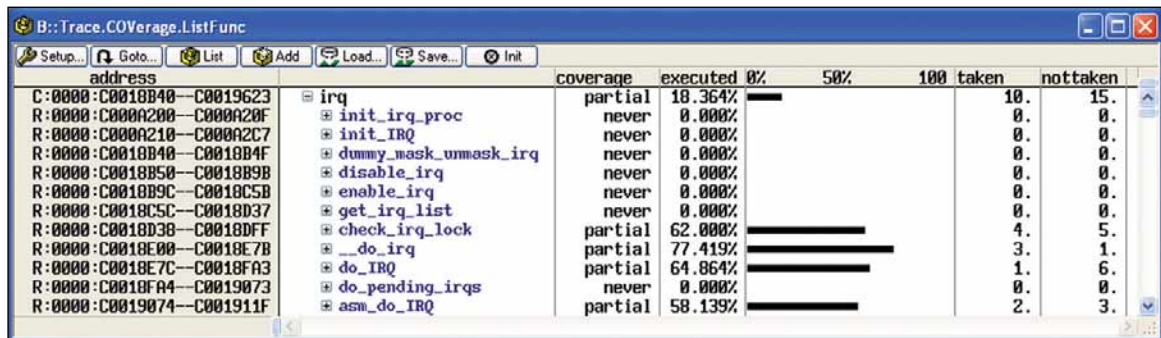 B::Trace.COVerage.ListFunc
Setup... Goto... List Add Load... Save... Init
address coverage executed 0% 50% 100 taken nottaken
C:0000:C0018B40--C0019623 irq partial 18.364% 10. 15.
R:0000:C000A200--C000A20F init_irq_proc never 0.000% 0. 0.
R:0000:C000A210--C000A2C7 init_IRQ never 0.000% 0. 0.
R:0000:C0018B40--C0018B4F dummy_mask_unmask_irq never 0.000% 0. 0.
R:0000:C0018B50--C0018B9B disable_irq never 0.000% 0. 0.
R:0000:C0018B9C--C0018C5B enable_irq never 0.000% 0. 0.
R:0000:C0018C5C--C0018D37 get_irq_list never 0.000% 0. 0.
R:0000:C0018D38--C0018DFF check_irq_lock partial 62.000% 4. 5.
R:0000:C0018E00--C0018E7B __do_irq partial 77.419% 3. 1.
R:0000:C0018E7C--C0018FA3 do_IRQ partial 64.864% 1. 6.
R:0000:C0018FA4--C0019073 do_pending_irqs never 0.000% 0. 0.
R:0000:C0019074--C001911F asm_do_IRQ partial 58.139% 2. 3.